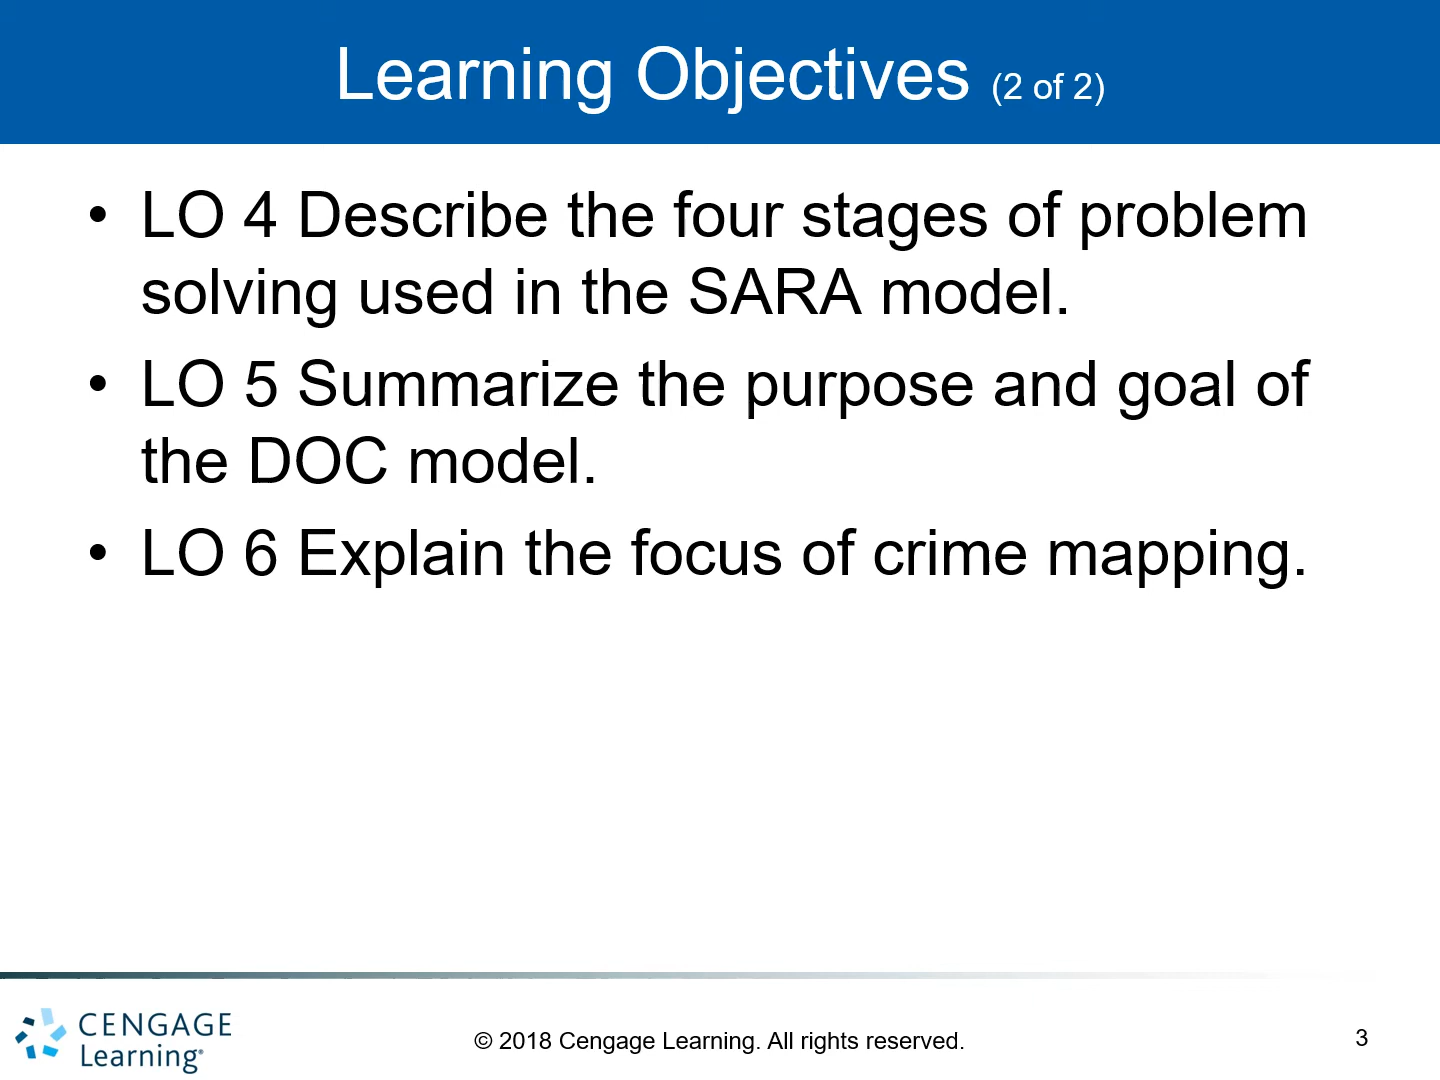 Learning Objectives (2 of 2)
• LO 4 Describe the four stages of problem
solving used in the SARA model.
• LO 5 Summarize the purpose and goal of
the DOC model.
• LO 6 Explain the focus of crime mapping.
CENGAGE
Learning®
© 2018 Cengage Learning. All rights reserved.
3